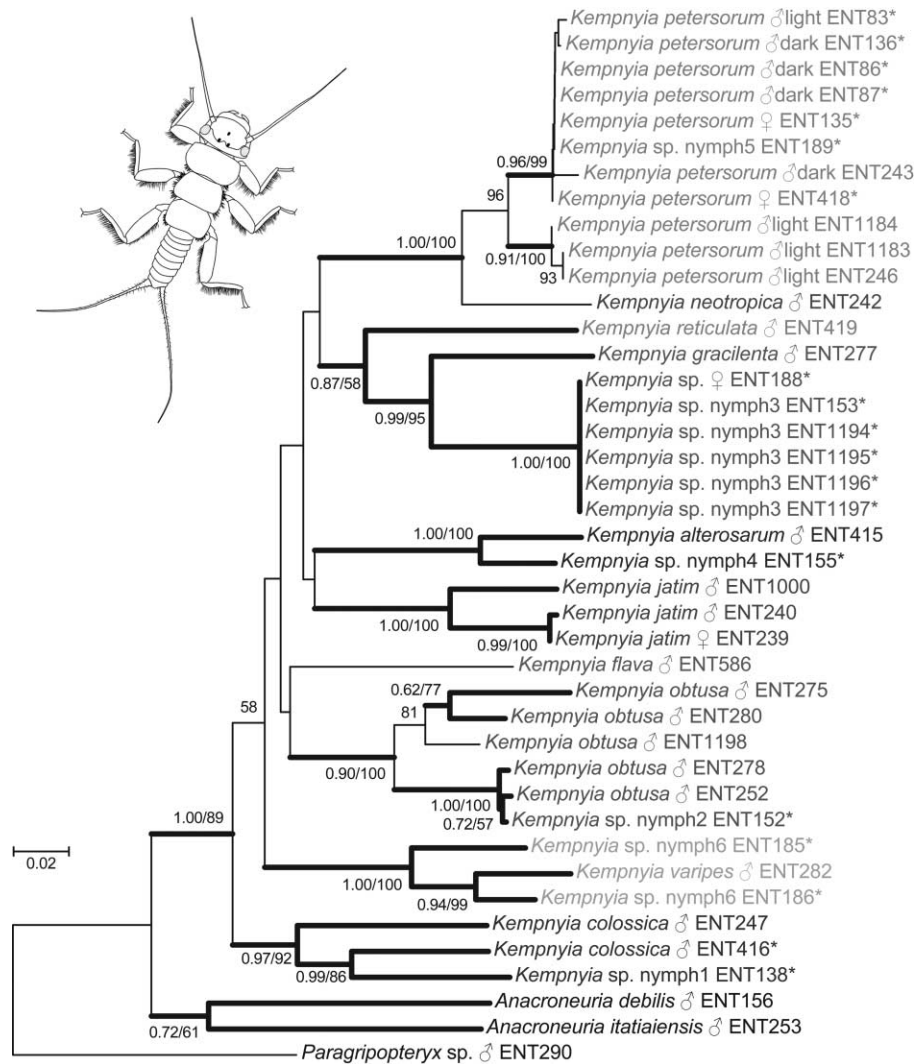 Kempnyia petersorum ♂light ENT83*
Kempnyia petersorum ♂dark ENT136*
Kempnyia petersorum ♂dark ENT86*
Kempnyia petersorum ♂dark ENT87*
Kempnyia petersorum ♀ ENT135*
Kempnyia sp. nymph5 ENT189*
0.96/99
Kempnyia petersorum ♂dark ENT243
96
Kempnyia petersorum ♀ ENT418*
Kempnyia petersorum ♂light ENT1184
1.00/100
Kempnyia petersorum ♂light ENT1183
0.91/100
93
Kempnyia petersorum ♂light ENT246
Kempnyia neotropica ♂ ENT242
Kempnyia reticulata ♂ ENT419
Kempnyia gracilenta ♂ ENT277
0.87/58
Kempnyia sp. ♀ ENT188*
Kempnyia sp. nymph3 ENT153*
0.99/95
Kempnyia sp. nymph3 ENT1194*
Kempnyia sp. nymph3 ENT1195*
1.00/100
Kempnyia sp. nymph3 ENT1196*
Kempnyia sp. nymph3 ENT1197*
1.00/100
Kempnyia alterosarum ♂ ENT415
Kempnyia sp. nymph4 ENT155*
Kempnyia jatim ♂ ENT1000
Kempnyia jatim ♂ ENT240
1.00/100
Kempnyia jatim ♀ ENT239
0.99/100
Kempnyia flava ♂ ENT586
0.62/77
Kempnyia obtusa ♂ ENT275
58
81
Kempnyia obtusa ♂ ENT280
Kempnyia obtusa ♂ ENT1198
0.90/100
Kempnyia obtusa ♂ ENT278
Kempnyia obtusa ♂ ENT252
1.00/100
Kempnyia sp. nymph2 ENT152*
0.72/57
1.00/89
Kempnyia sp. nymph6 ENT185*
0.02
Kempnyia varipes ♂ ENT282
1.00/100
Kempnyia sp. nymph6 ENT186*
0.94/99
Kempnyia colossica ♂ ENT247
Kempnyia colossica ♂ ENT416*
0.97/92
Kempnyia sp. nymph1 ENT138*
0.99/86
Anacroneuria debilis ♂ ENT156
Anacroneuria itatiaiensis ♂ ENT253
0.72/61
Paragripopteryx sp. ♂ ENT290